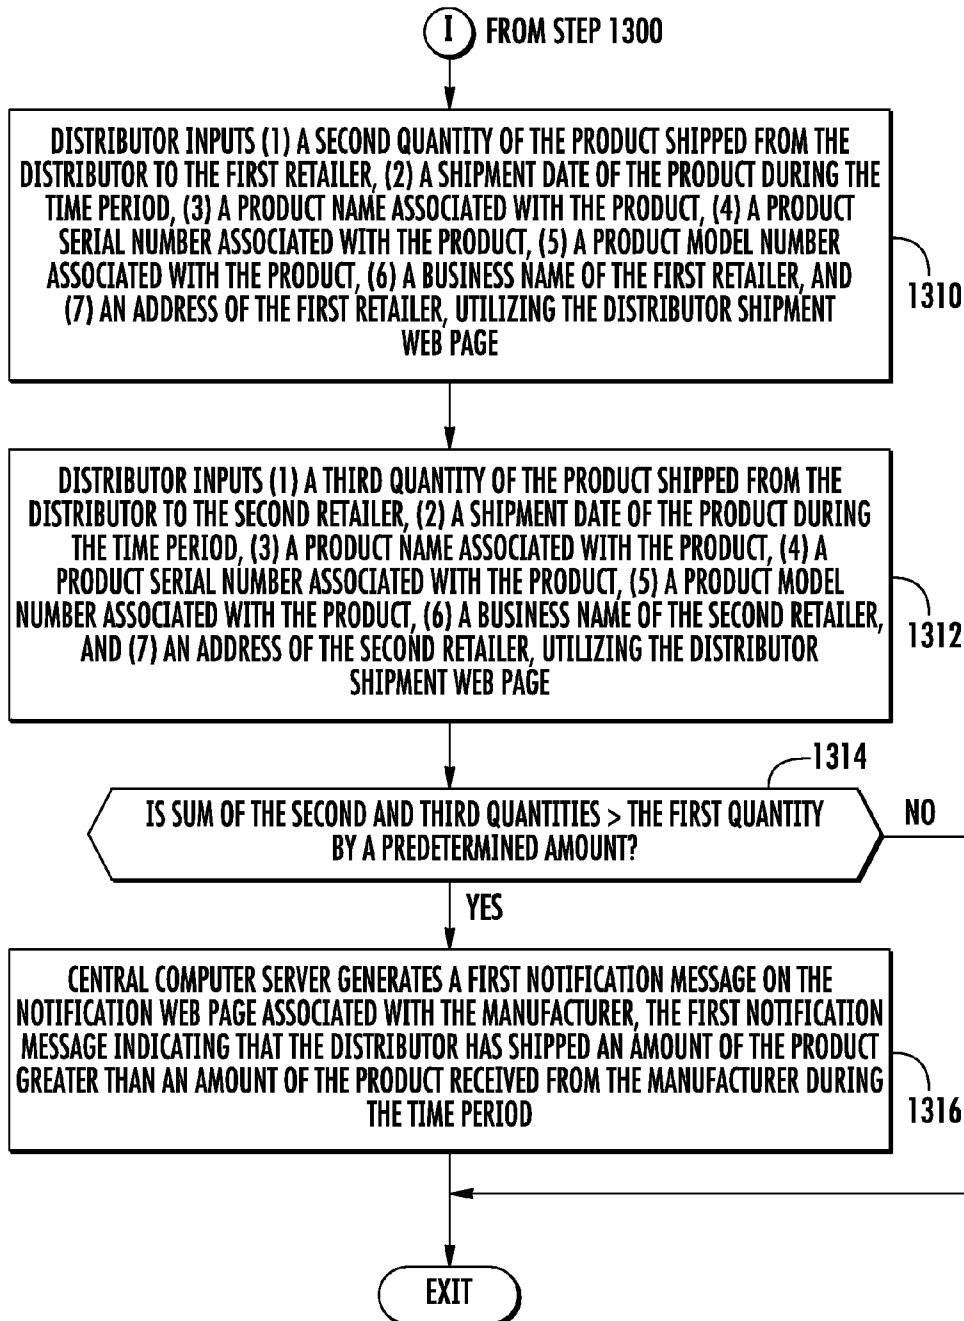 I FROM STEP 1300
DISTRIBUTOR INPUTS (1) A SECOND QUANTITY OF THE PRODUCT SHIPPED FROM THE
DISTRIBUTOR TO THE FIRST RETAILER, (2) A SHIPMENT DATE OF THE PRODUCT DURING THE
TIME PERIOD, (3) A PRODUCT NAME ASSOCIATED WITH THE PRODUCT, (4) A PRODUCT
SERIAL NUMBER ASSOCIATED WITH THE PRODUCT, (5) A PRODUCT MODEL NUMBER
ASSOCIATED WITH THE PRODUCT, (6) A BUSINESS NAME OF THE FIRST RETAILER, AND
(7) AN ADDRESS OF THE FIRST RETAILER, UTILIZING THE DISTRIBUTOR SHIPMENT
WEB PAGE
1310
DISTRIBUTOR INPUTS (1) A THIRD QUANTITY OF THE PRODUCT SHIPPED FROM THE
DISTRIBUTOR TO THE SECOND RETAILER, (2) A SHIPMENT DATE OF THE PRODUCT DURING
THE TIME PERIOD, (3) A PRODUCT NAME ASSOCIATED WITH THE PRODUCT, (4) A
PRODUCT SERIAL NUMBER ASSOCIATED WITH THE PRODUCT, (5) A PRODUCT MODEL
NUMBER ASSOCIATED WITH THE PRODUCT, (6) A BUSINESS NAME OF THE SECOND RETAILER,
AND (7) AN ADDRESS OF THE SECOND RETAILER, UTILIZING THE DISTRIBUTOR
SHIPMENT WEB PAGE
1312
1314
IS SUM OF THE SECOND AND THIRD QUANTITIES > THE FIRST QUANTITY
BY A PREDETERMINED AMOUNT?
NO
YES
CENTRAL COMPUTER SERVER GENERATES A FIRST NOTIFICATION MESSAGE ON THE
NOTIFICATION WEB PAGE ASSOCIATED WITH THE MANUFACTURER, THE FIRST NOTIFICATION
MESSAGE INDICATING THAT THE DISTRIBUTOR HAS SHIPPED AN AMOUNT OF THE PRODUCT
GREATER THAN AN AMOUNT OF THE PRODUCT RECEIVED FROM THE MANUFACTURER DURING
THE TIME PERIOD
1316
EXIT